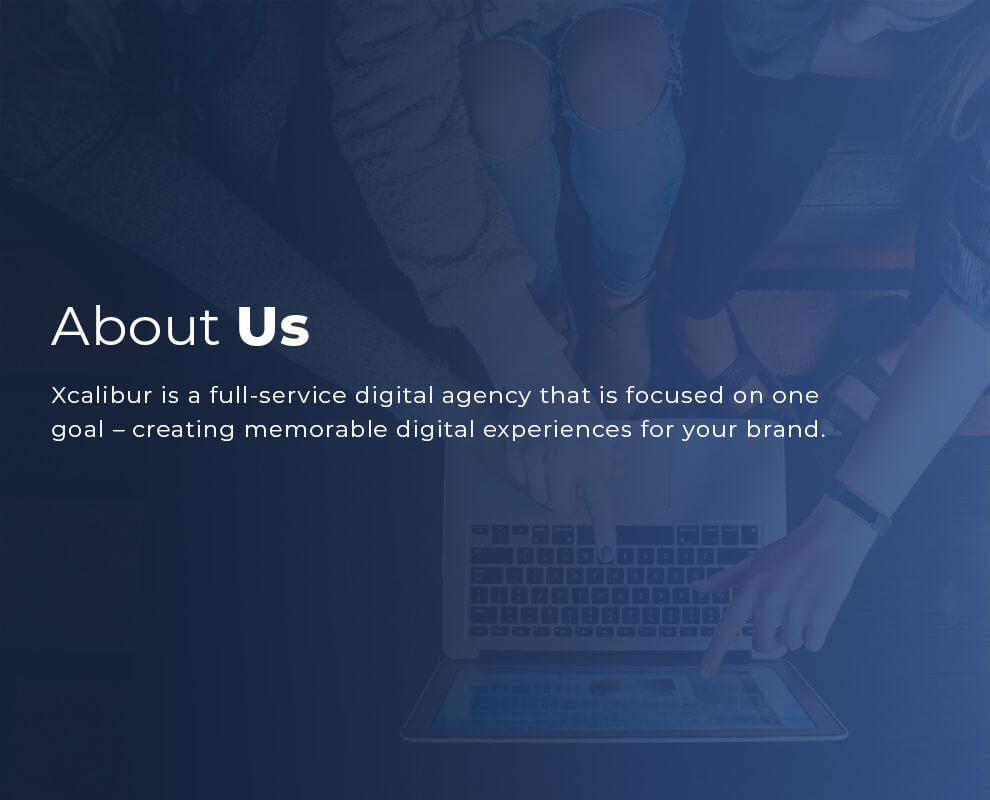 About Us
Xcalibur is a full-service digital agency that is focused on one
goal – creating memorable digital experiences for your brand.